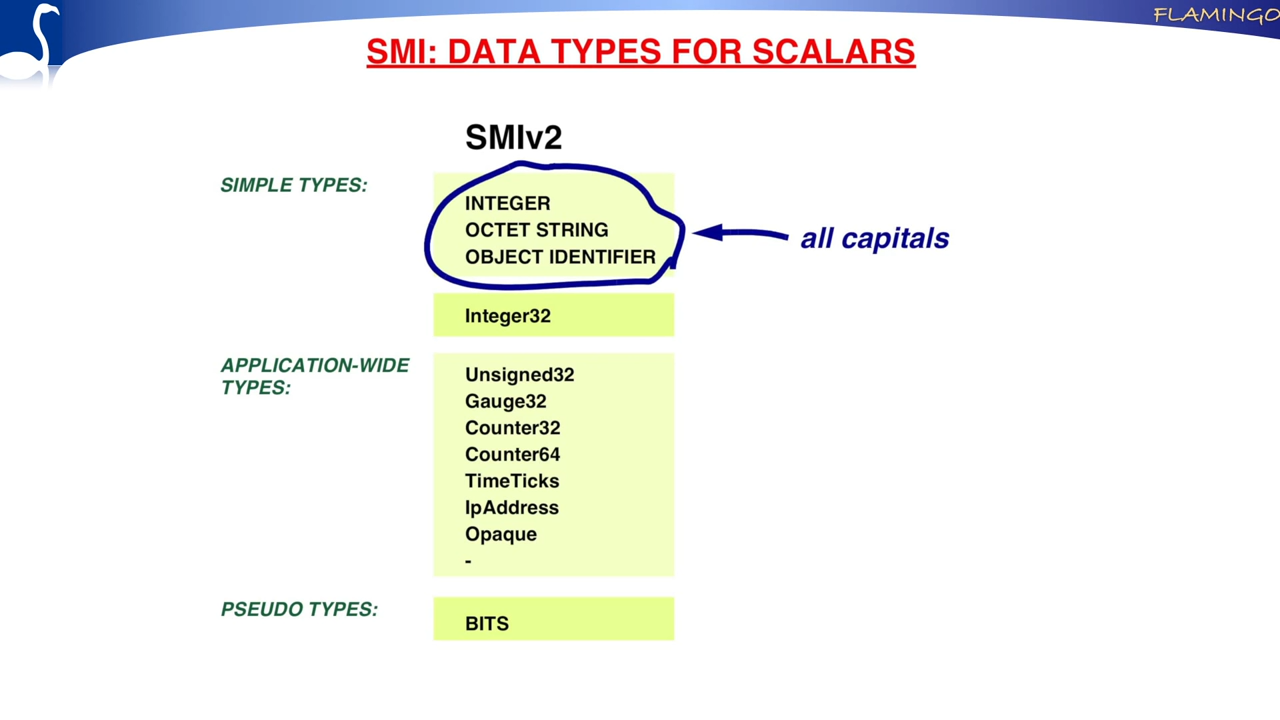 FLAMINGO
SMI: DATA TYPES FOR SCALARS
SMIv2
SIMPLE TYPES:
INTEGER
OCTET STRING
OBJECT IDENTIFIER
all capitals
Integer32
APPLICATION-WIDE
TYPES:
Unsigned32
Gauge32
Counter32
Counter64
TimeTicks
IpAddress
Opaque
-
PSEUDO TYPES:
BITS